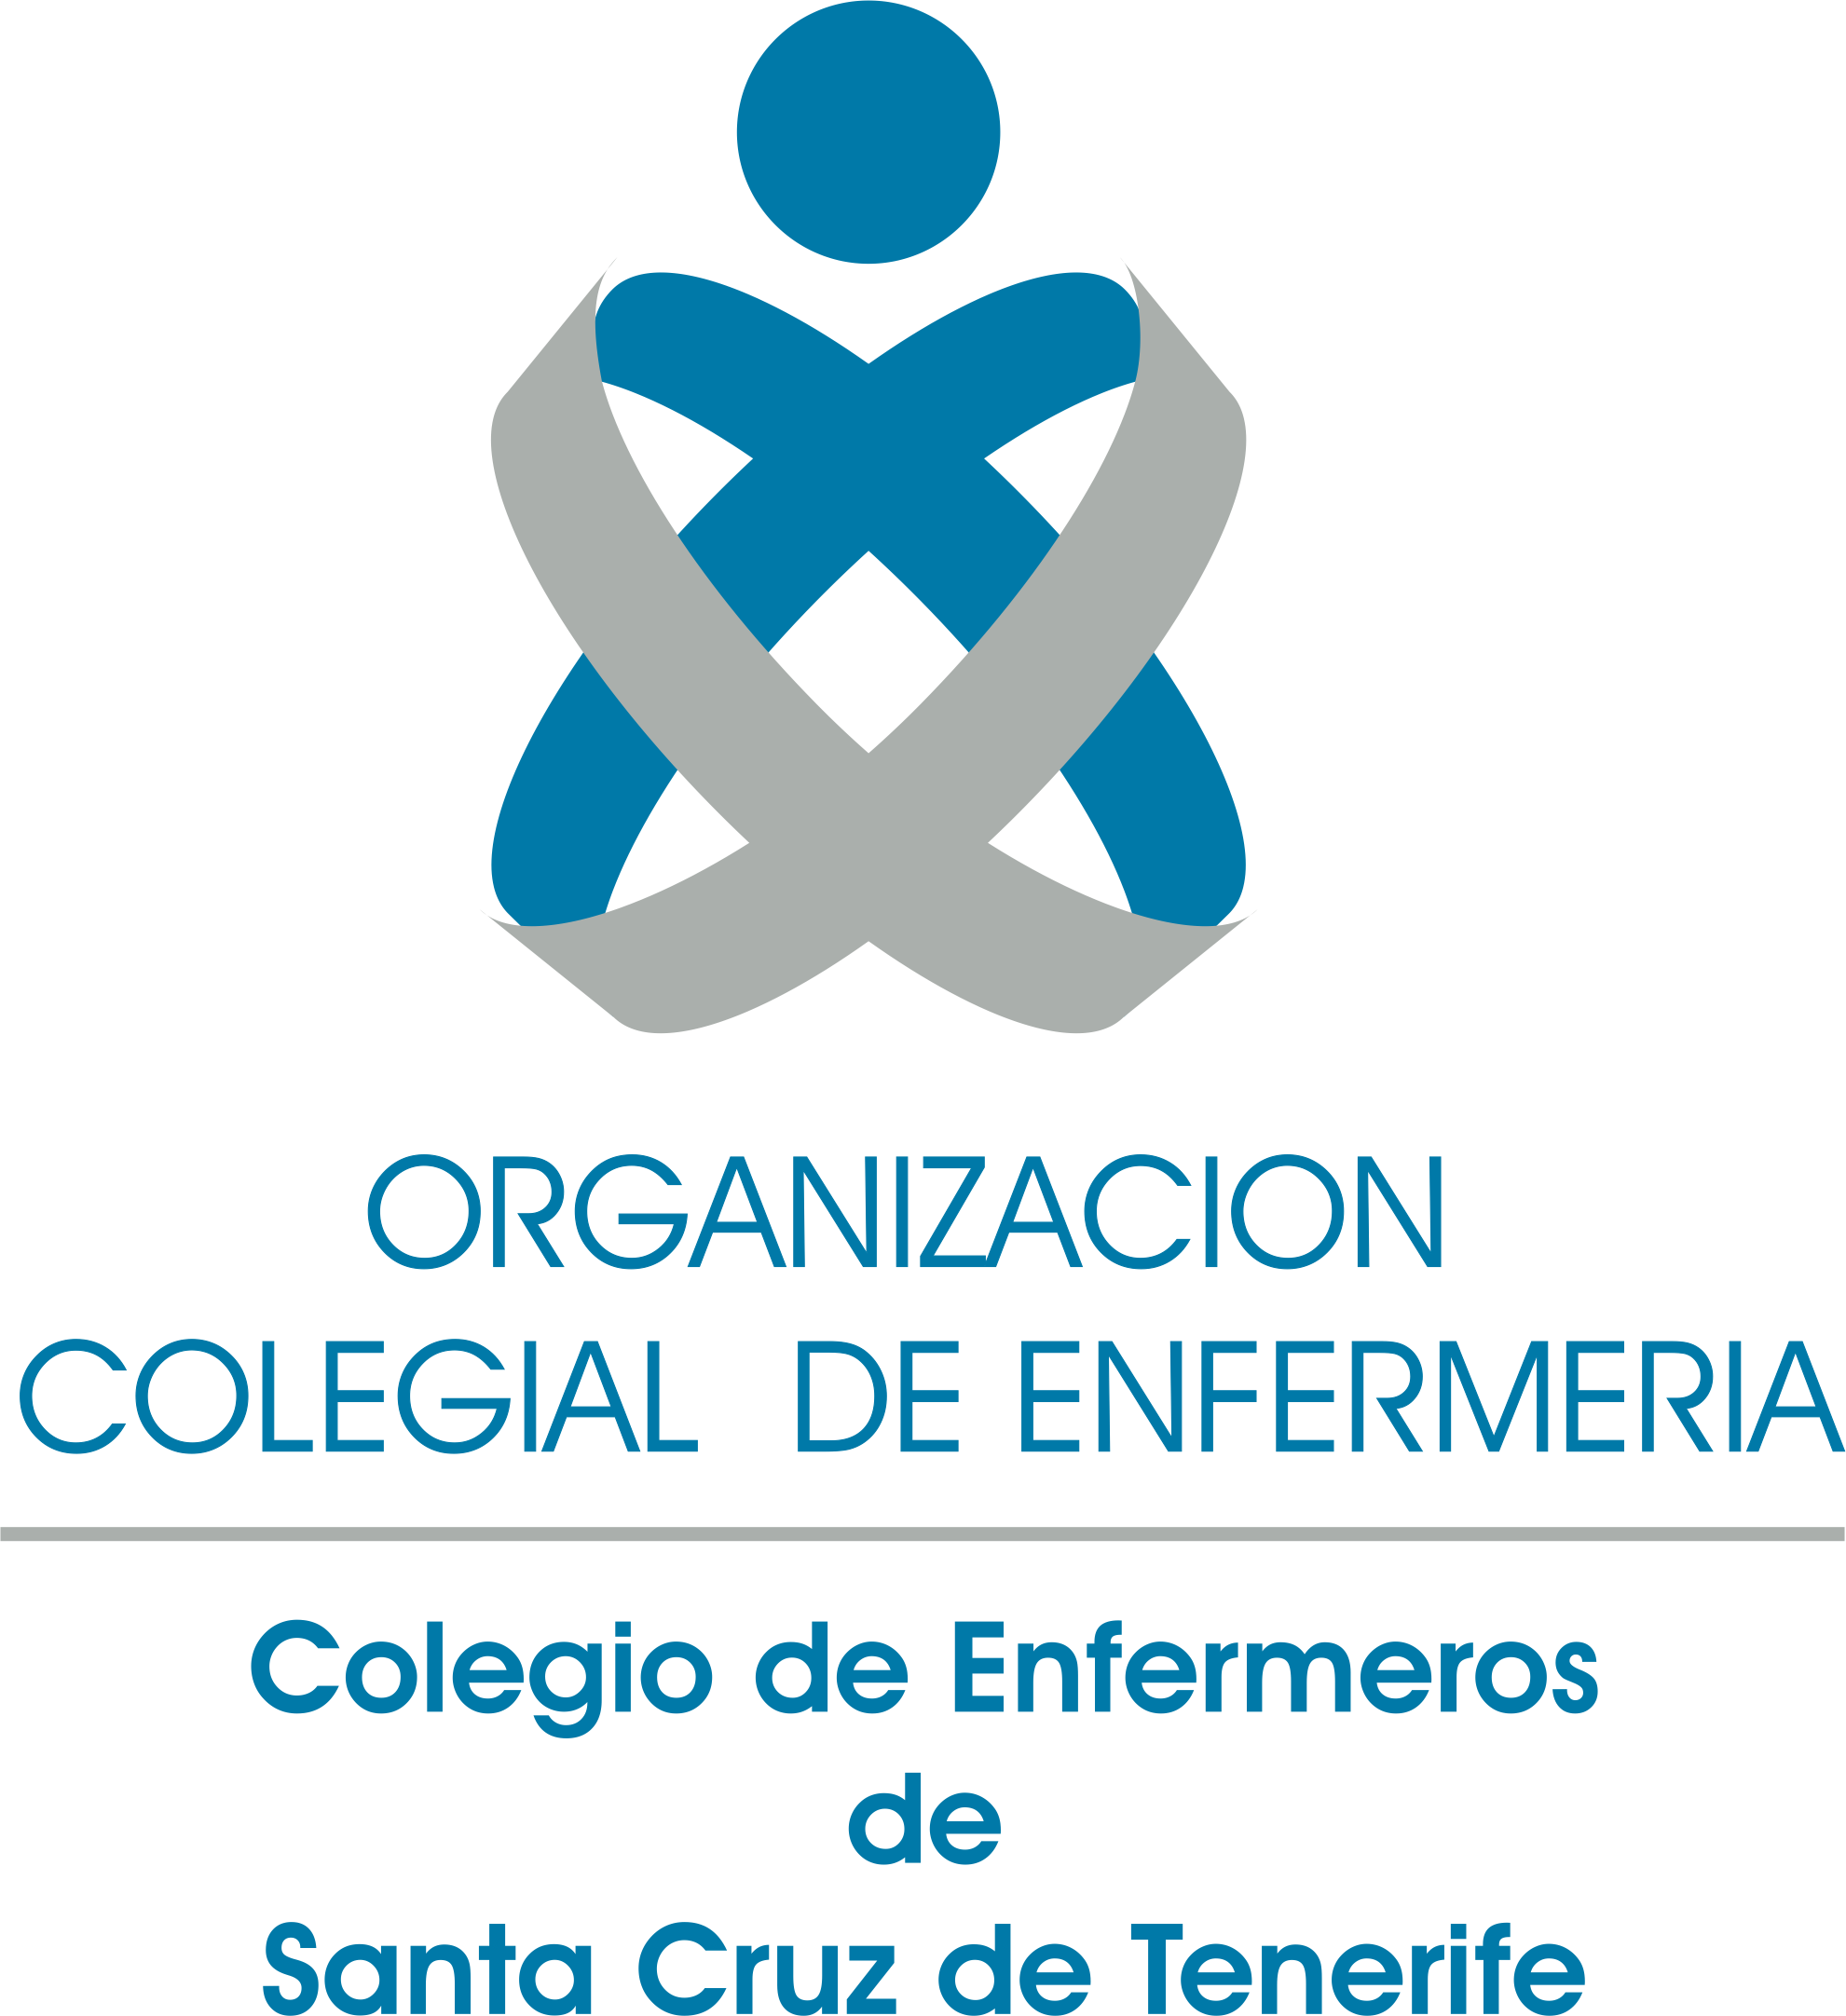 ORGANIZACION
COLEGIAL DE ENFERMERIA
Colegio de Enfermeros
de
Santa Cruz de Tenerife